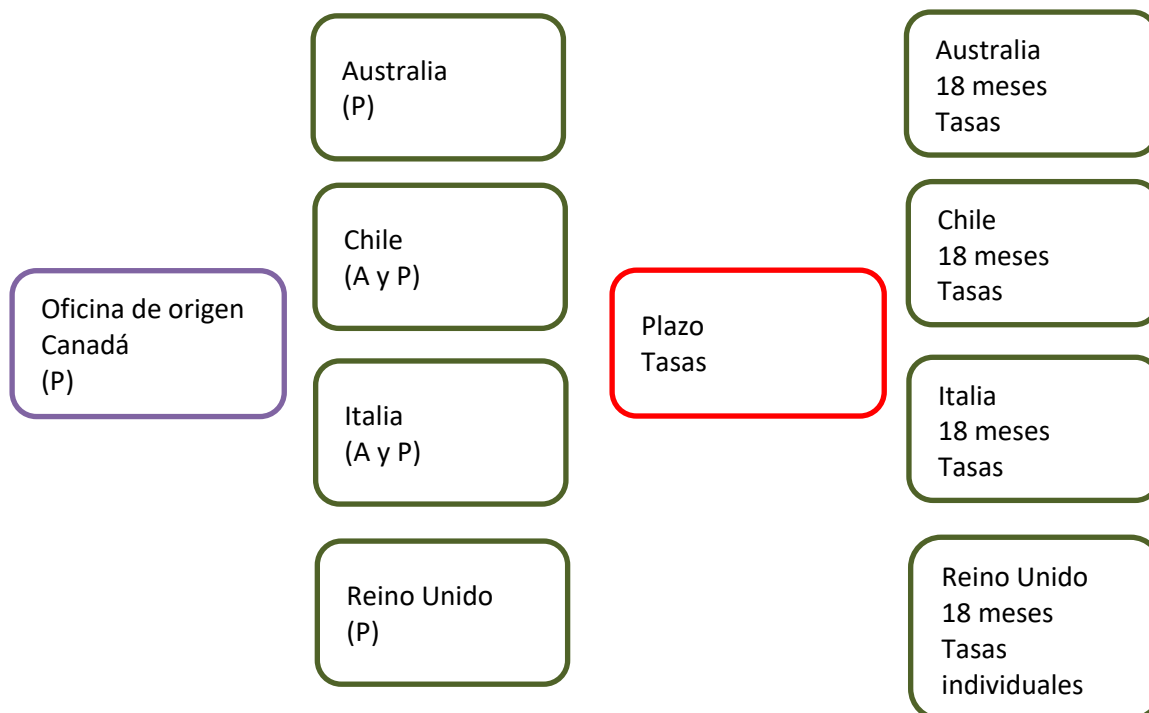 Oficina de origen
Canadá
(P)
Australia
(P)
Chile
(A y P)
Italia
(A y P)
Reino Unido
(P)
Plazo
Tasas
Australia
18 meses
Tasas
Chile
18 meses
Tasas
Italia
18 meses
Tasas
Reino Unido
18 meses
Tasas
individuales